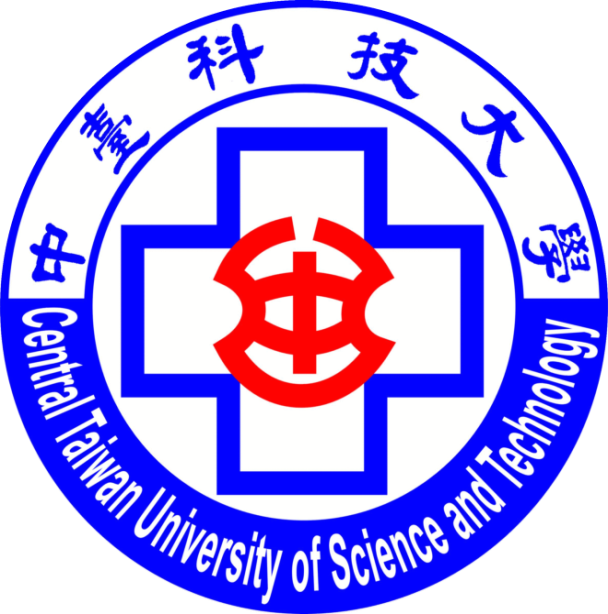 中臺科技大學
Central Taiwan University of Science and Technology